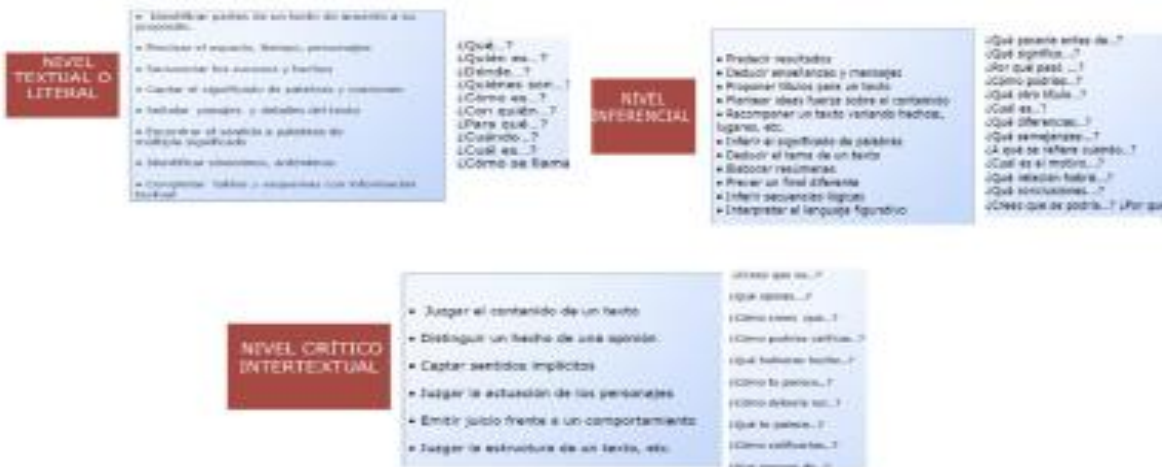 • Identificar partes de un texto de acuerdo a su
propósito.
• Precisar el espacio, tiempo, personajes
• Secuenciar los sucesos y hechos
• Captar el significado de palabras y oraciones
• Señalar pasajes y detalles del texto
• Encontrar el sentido a palabras de
múltiple significado
• Identificar sinónimos, antónimos
• Completar tablas y esquemas con información
textual
NIVEL
TEXTUAL O
LITERAL
¿Qué...?
¿Quién es...?
¿Dónde...?
¿Quiénes son...?
¿Cómo es...?
¿Con quién...?
¿Para qué...?
¿Cuándo...?
¿Cuál es...?
¿Cómo se llama
NIVEL
INFERENCIAL
• Predecir resultados
• Deducir enseñanzas y mensajes
• Proponer títulos para un texto
• Plantear ideas fuerza sobre el contenido
• Recomponer un texto variando hechos,
lugares, etc.
• Inferir el significado de palabras
• Deducir el tema de un texto
• Elaborar resúmenes
• Prever un final diferente
• Inferir secuencias lógicas
• Interpretar el lenguaje figurativo
¿Qué pasaría antes de...?
¿Qué significa...?
¿Por qué pasó ...?
¿Cómo podrías...?
¿Qué otro título...?
¿Cuál es...?
¿Qué diferencias...?
¿Qué semejanzas...?
¿A qué se refiere cuando...?
¿Cuál es el motivo...?
¿Qué relación habrá...?
¿Qué conclusiones...?
¿Crees que se podría...? ¿Por qué
NIVEL CRÍTICO
INTERTEXTUAL
• Juzgar el contenido de un texto
• Distinguir un hecho de una opinión
• Captar sentidos implícitos
• Juzgar la actuación de los personajes
• Emitir juicio frente a un comportamiento
• Juzgar la estructura de un texto, etc.
¿Crees que es...?
¿Qué opinas...?
¿Cómo crees que...?
¿Cómo podrías calificar...?
¿Qué hubieras hecho...?
¿Cómo te parece...?
¿Cómo debería ser...?
¿Qué te parece...?
¿Cómo calificarías...?
¿Qué piensas de...?